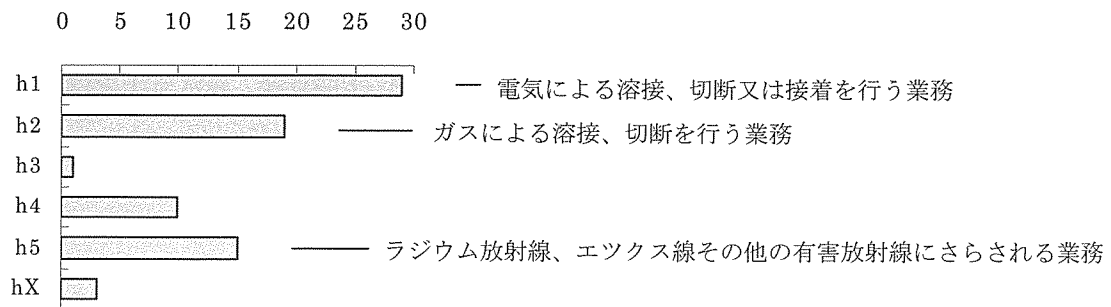 0 5 10 15 20 25 30
h1 電気による溶接、切断又は接着を行う業務
h2 ガスによる溶接、切断を行う業務
h3
h4
h5 ラジウム放射線、エツクス線その他の有害放射線にさらされる業務
hX